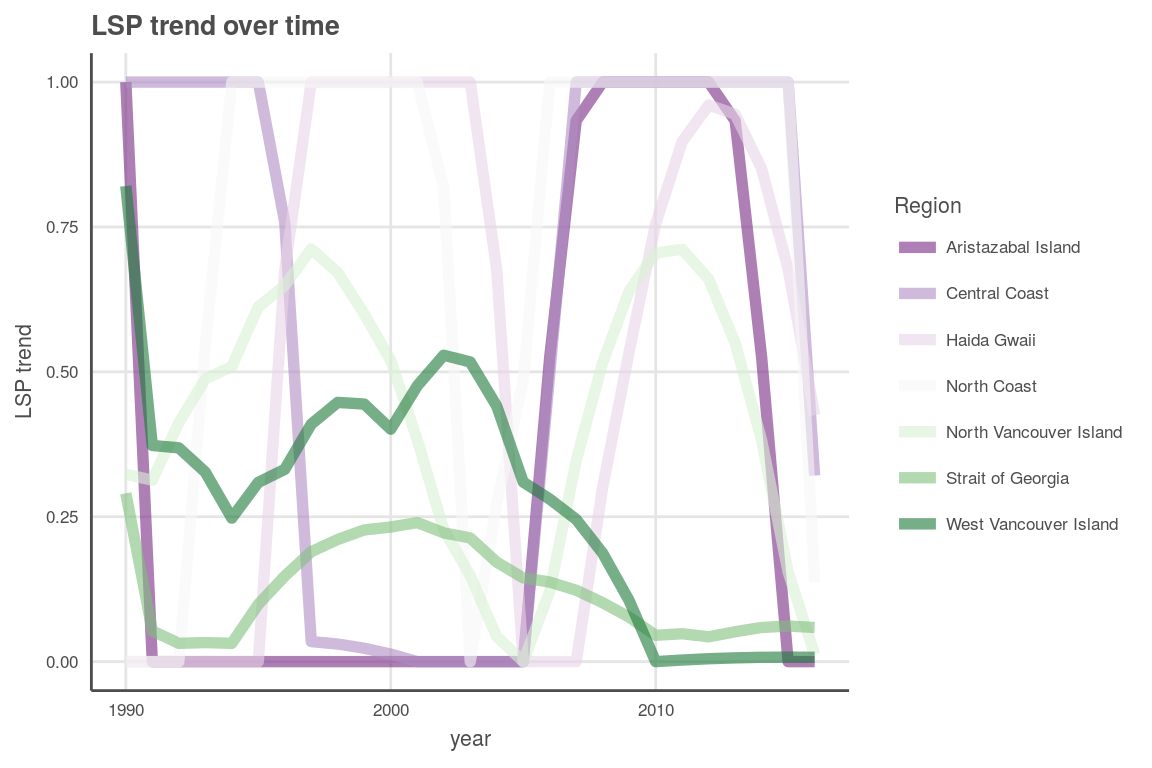 LSP trend over time
LSP trend
1.00
0.75
0.50
0.25
0.00
1990
2000
2010
year
Region
Aristazabal Island
Central Coast
Haida Gwaii
North Coast
North Vancouver Island
Strait of Georgia
West Vancouver Island